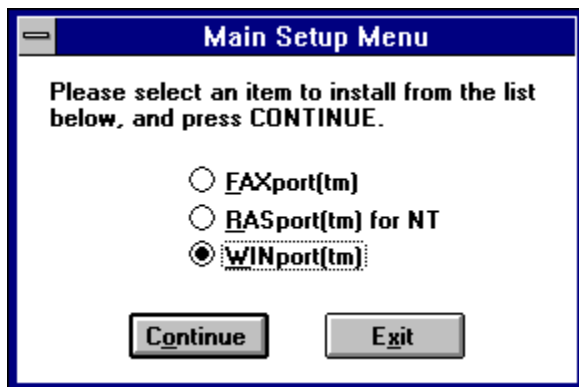 Main Setup Menu
Please select an item to install from the list
below, and press CONTINUE.
FAXport(tm)
RASport(tm) for NT
WINport(tm)
Continue
Exit